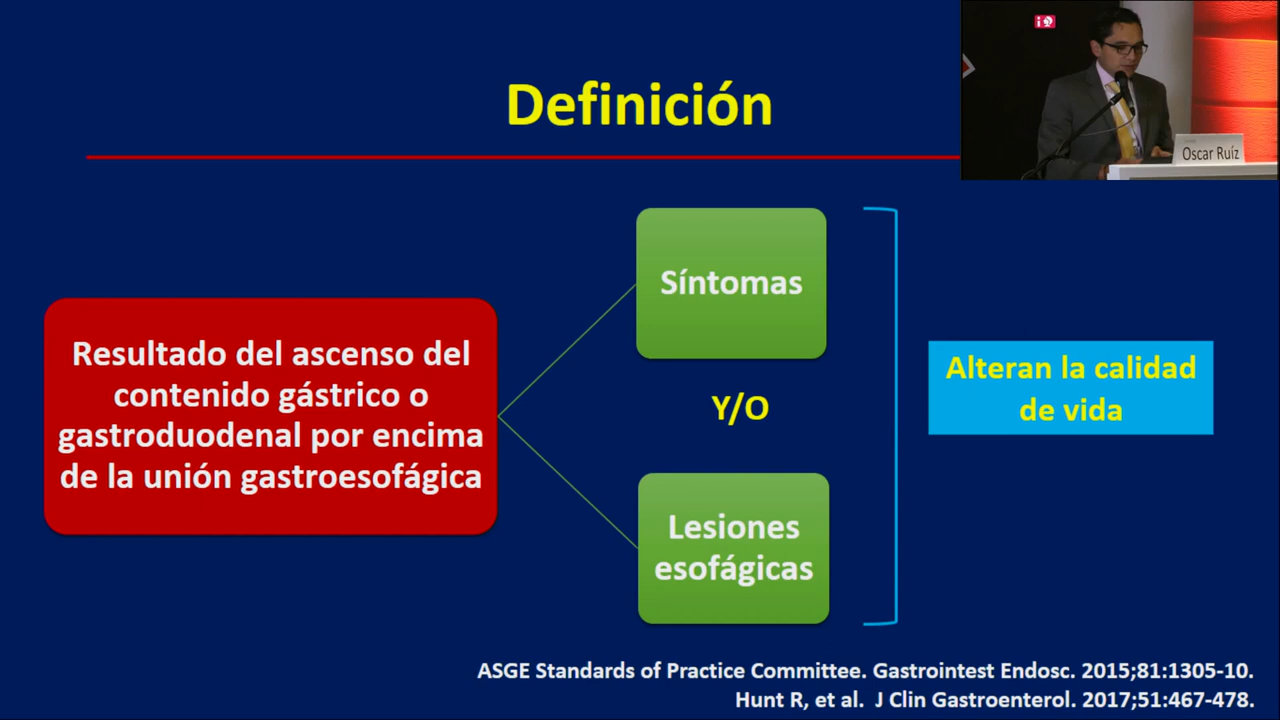 Definición
Oscar Ruíz
Resultado del ascenso del
contenido gástrico o
gastroduodenal por encima
de la unión gastroesofágica
Síntomas
Y/O
Lesiones
esofágicas
Alteran la calidad
de vida
ASGE Standards of Practice Committee. Gastrointest Endosc. 2015;81:1305-10.
Hunt R, et al. J Clin Gastroenterol. 2017;51:467-478.